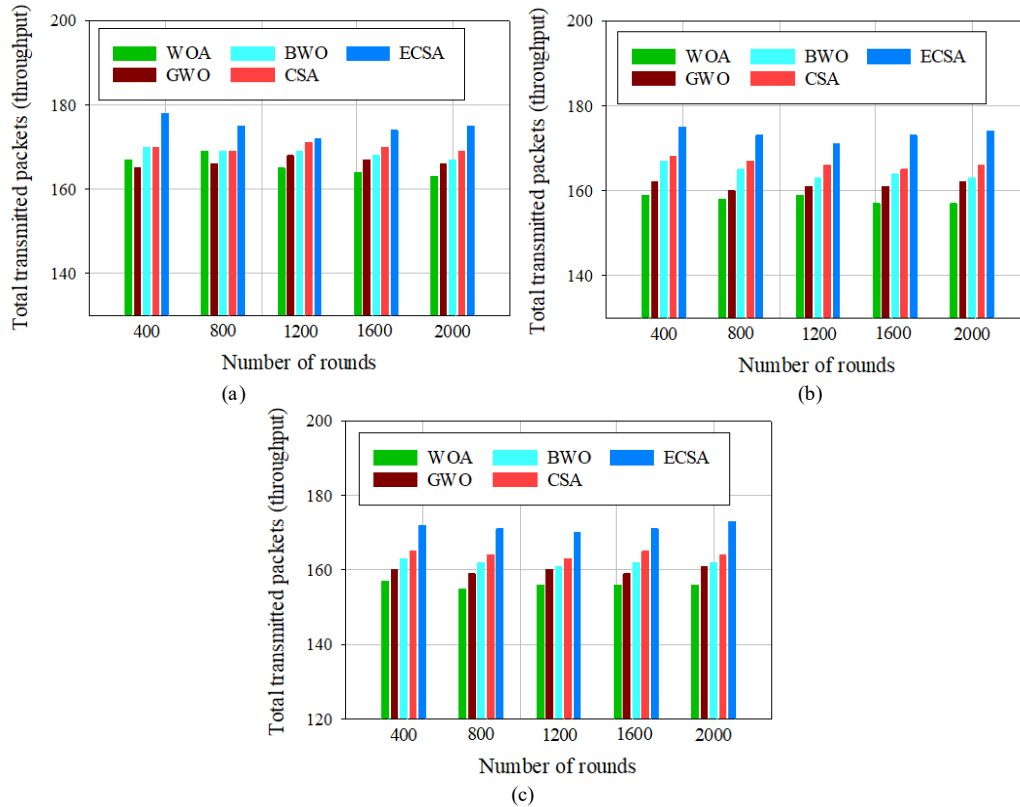 Total transmitted packets (throughput)
200
180
160
140
WOA
BWO
ECSA
GWO
CSA
400
800
1200
1600
2000
Number of rounds
(a)
Total transmitted packets (throughput)
200
180
160
140
WOA
BWO
ECSA
GWO
CSA
400
800
1200
1600
2000
Number of rounds
(b)
Total transmitted packets (throughput)
200
180
160
140
120
WOA
BWO
ECSA
GWO
CSA
400
800
1200
1600
2000
Number of rounds
(c)